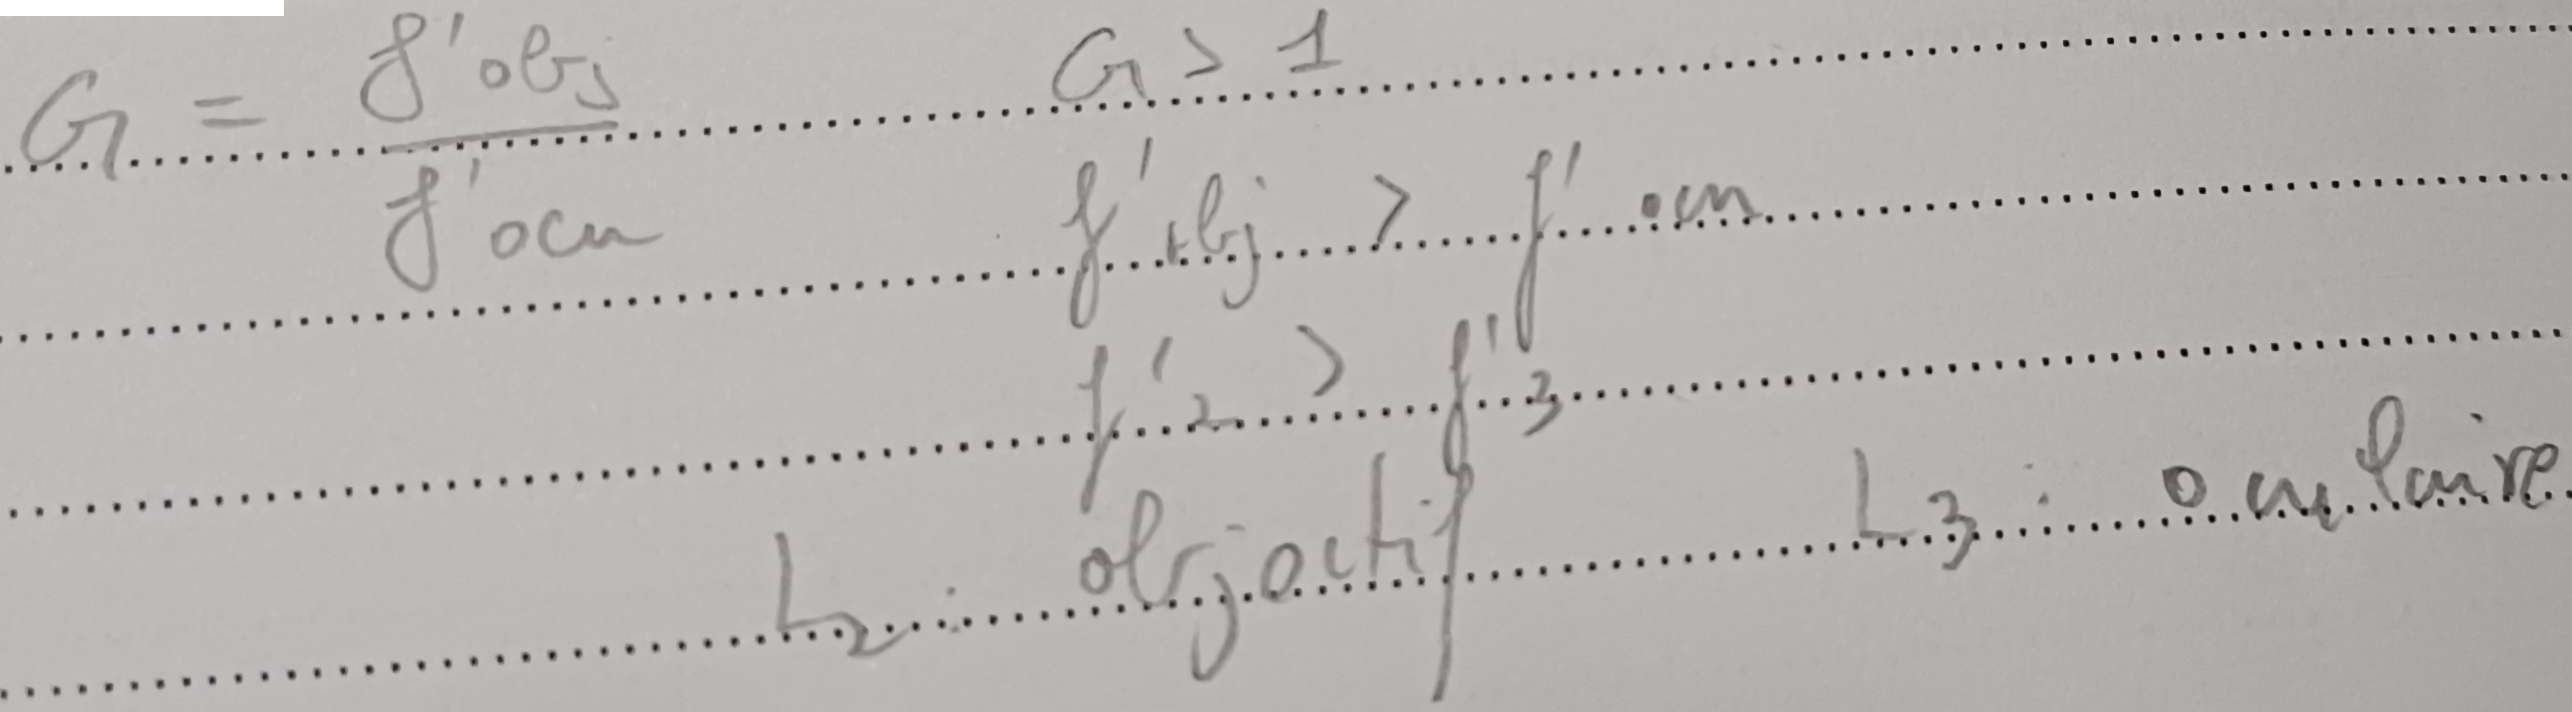 G = f'obj / f'ocu
G > 1
f'obj > f'ocu
f'2 > f'3
L2 : objectif L3 : oculaire